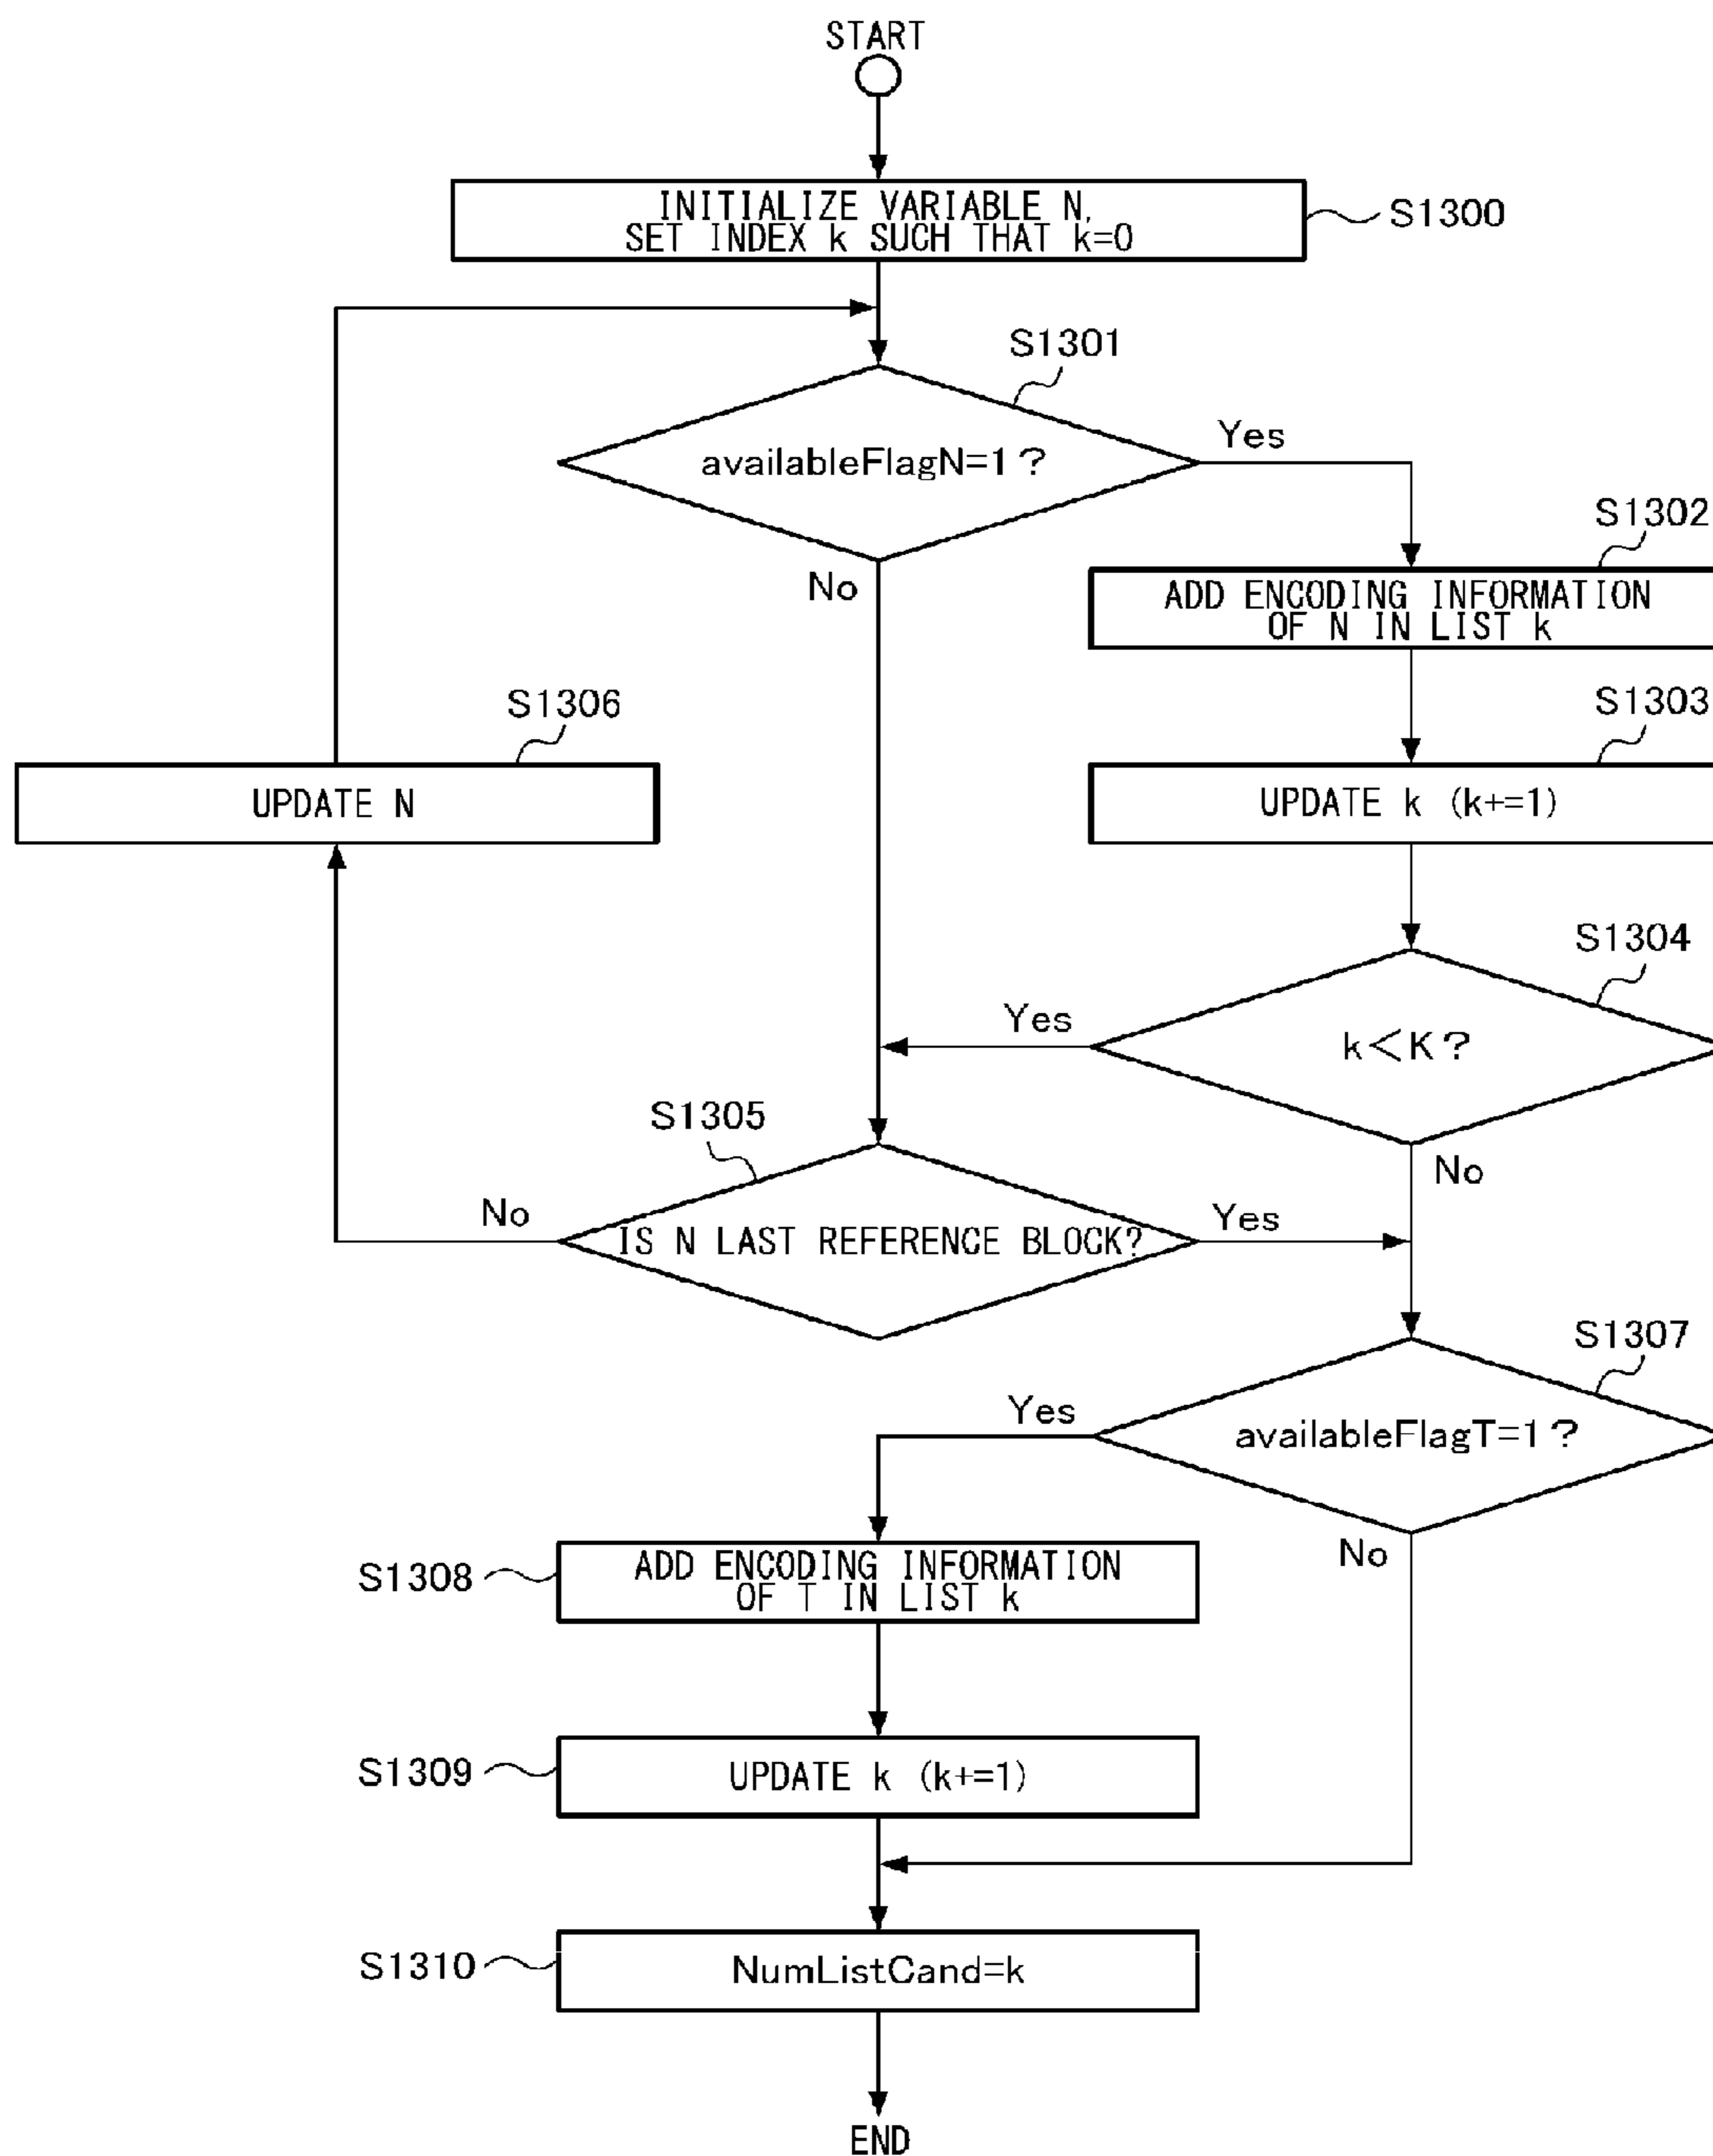 START
INITIALIZE VARIABLE N,
SET INDEX k SUCH THAT k=0
S1300
S1301
availableFlagN=1?
Yes
No
S1302
ADD ENCODING INFORMATION
OF N IN LIST k
S1303
UPDATE k (k+=1)
S1306
UPDATE N
S1304
k<K?
Yes
No
S1305
IS N LAST REFERENCE BLOCK?
No
Yes
S1307
availableFlagT=1?
Yes
No
S1308
ADD ENCODING INFORMATION
OF T IN LIST k
S1309
UPDATE k (k+=1)
S1310
NumListCand=k
END